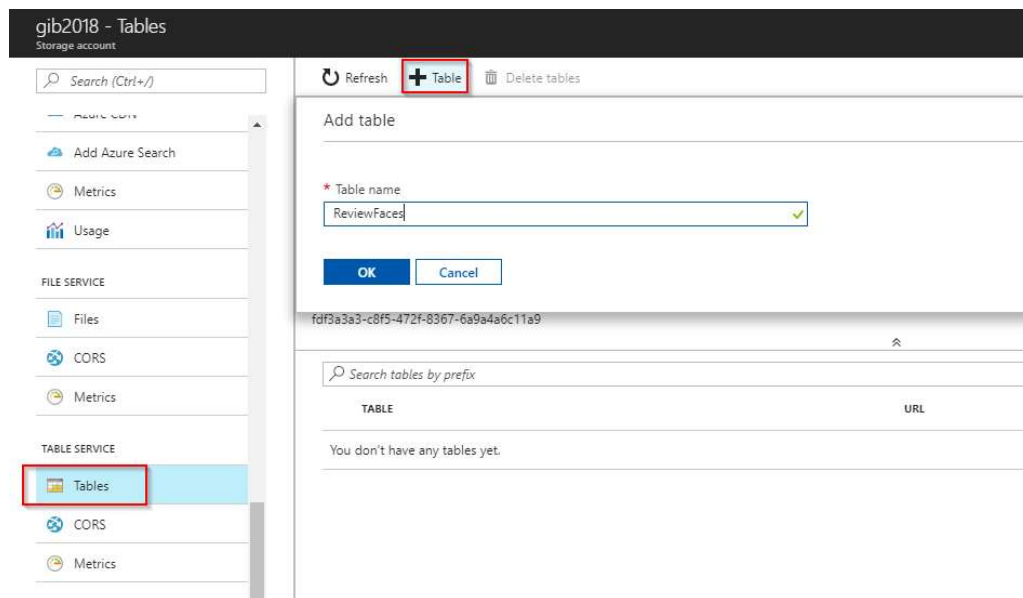 gib2018 - Tables
Storage account
Search (Ctrl+/)
Azure CDN
Add Azure Search
Metrics
Usage
FILE SERVICE
Files
CORS
Metrics
TABLE SERVICE
Tables
CORS
Metrics
Refresh Table Delete tables
Add table
* Table name
ReviewFaces
OK Cancel
fdf3a3a3-c8f5-472f-8367-6a9a4a6c11a9
Search tables by prefix
TABLE URL
You don't have any tables yet.